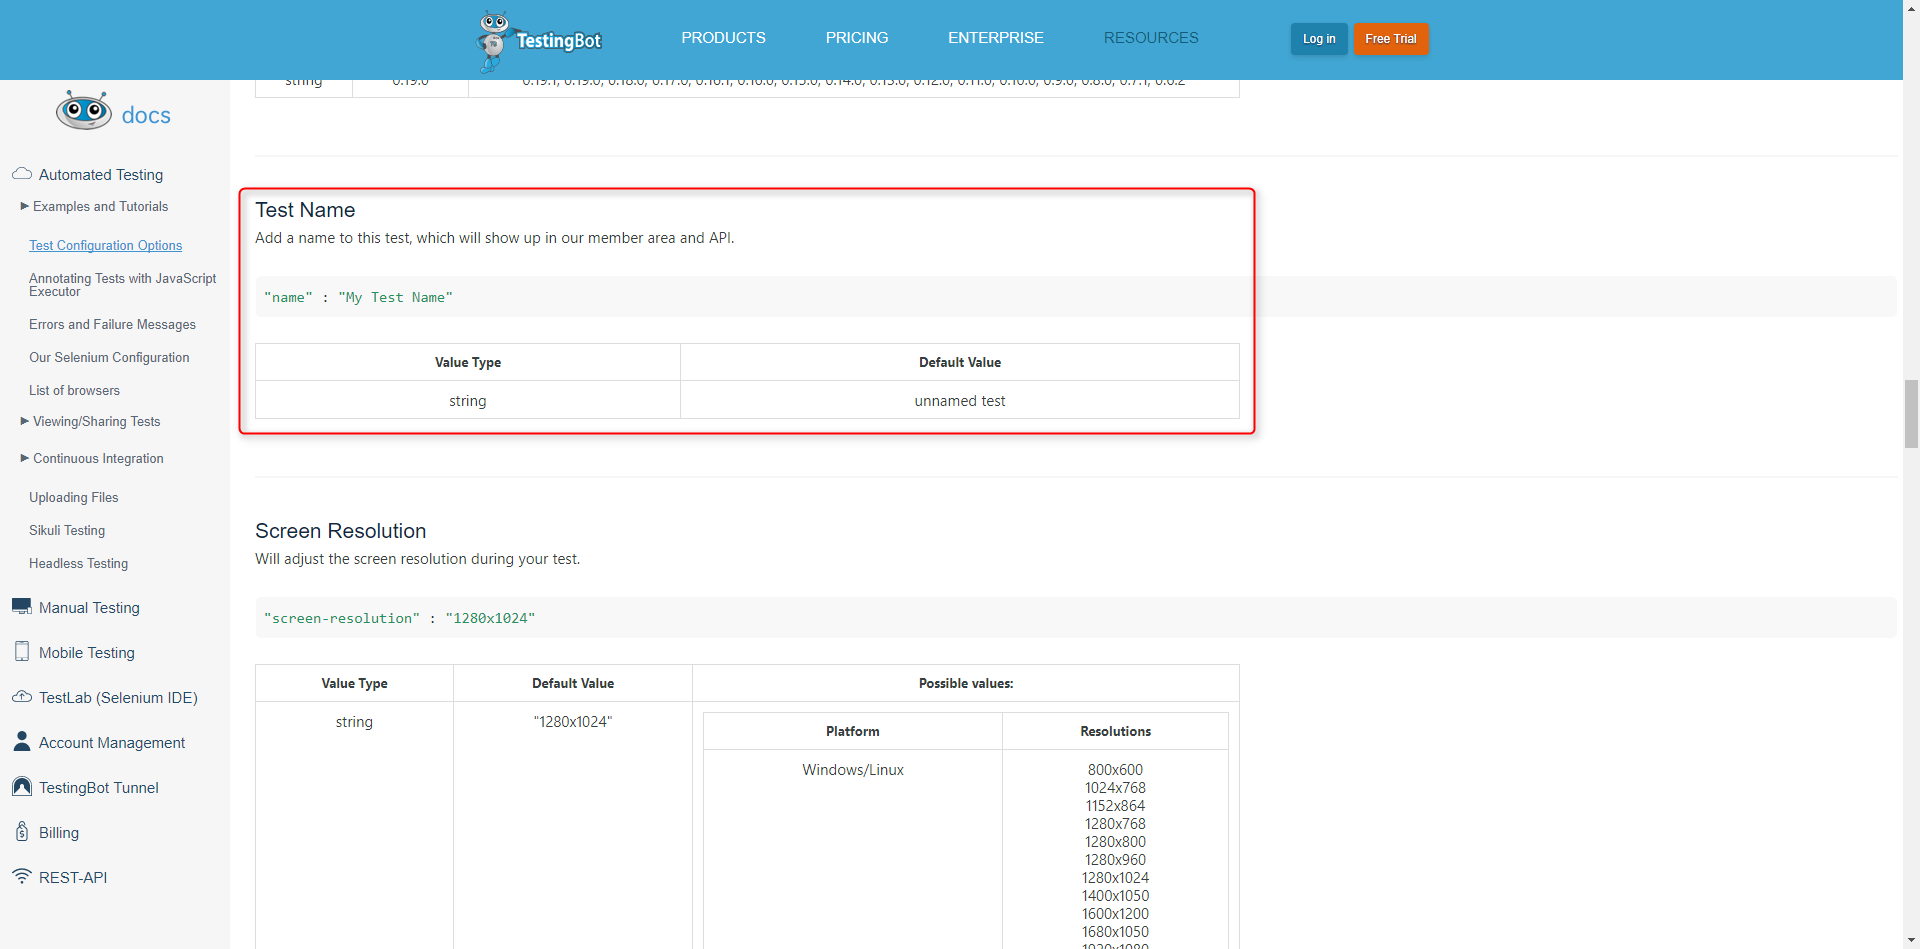 TestingBot
PRODUCTS
PRICING
ENTERPRISE
RESOURCES
Log in
Free Trial
docs
Automated Testing
Examples and Tutorials
Test Configuration Options
Annotating Tests with JavaScript
Executor
Errors and Failure Messages
Our Selenium Configuration
List of browsers
Viewing/Sharing Tests
Continuous Integration
Uploading Files
Sikuli Testing
Headless Testing
Manual Testing
Mobile Testing
TestLab (Selenium IDE)
Account Management
TestingBot Tunnel
Billing
REST-API
string 0.19.0 0.19.1, 0.19.0, 0.18.0, 0.17.0, 0.16.1, 0.16.0, 0.15.0, 0.14.0, 0.13.0, 0.12.0, 0.11.0, 0.10.0, 0.9.0, 0.8.0, 0.7.1, 0.6.2
Test Name
Add a name to this test, which will show up in our member area and API.
"name" : "My Test Name"
Value Type Default Value
string unnamed test
Screen Resolution
Will adjust the screen resolution during your test.
"screen-resolution" : "1280x1024"
Value Type Default Value Possible values:
string "1280x1024"
Platform Resolutions
Windows/Linux 800x600
1024x768
1152x864
1280x768
1280x800
1280x960
1280x1024
1400x1050
1600x1200
1680x1050
1920x1080